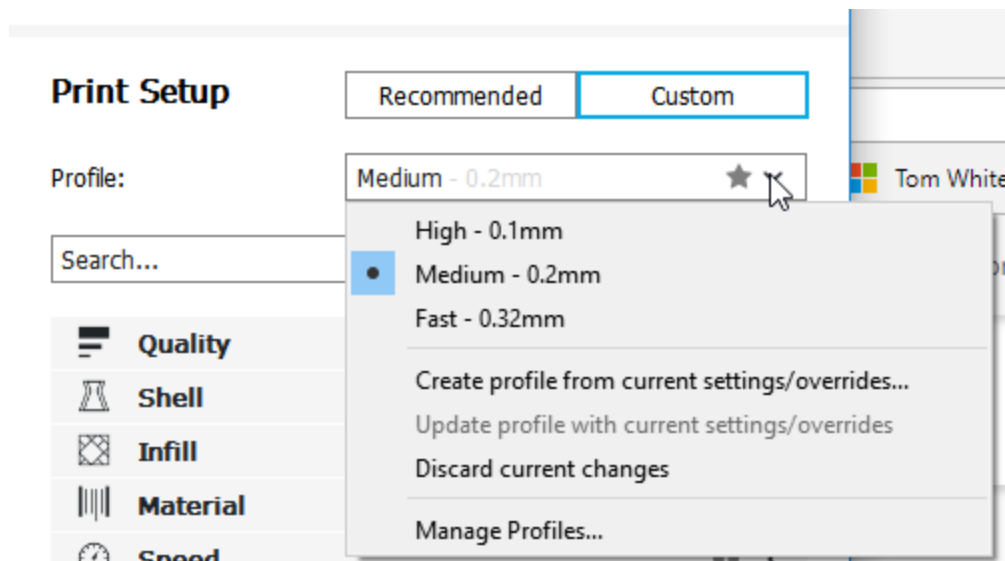 Print Setup
Recommended
Custom
Profile:
Medium - 0.2mm
Tom White
Search...
High - 0.1mm
Medium - 0.2mm
Fast - 0.32mm
Quality
Create profile from current settings/overrides...
Shell
Update profile with current settings/overrides
Infill
Discard current changes
Material
Manage Profiles...
Speed